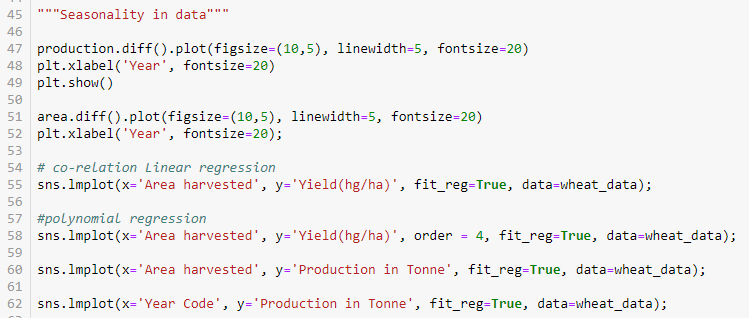 45 """Seasonality in data"""
46
47 production.diff().plot(figsize=(10,5), linewidth=5, fontsize=20)
48 plt.xlabel('Year', fontsize=20)
49 plt.show()
50
51 area.diff().plot(figsize=(10,5), linewidth=5, fontsize=20)
52 plt.xlabel('Year', fontsize=20);
53
54 # co-relation Linear regression
55 sns.lmplot(x='Area harvested', y='Yield(hg/ha)', fit_reg=True, data=wheat_data);
56
57 #polynomial regression
58 sns.lmplot(x='Area harvested', y='Yield(hg/ha)', order = 4, fit_reg=True, data=wheat_data);
59
60 sns.lmplot(x='Area harvested', y='Production in Tonne', fit_reg=True, data=wheat_data);
61
62 sns.lmplot(x='Year Code', y='Production in Tonne', fit_reg=True, data=wheat_data);